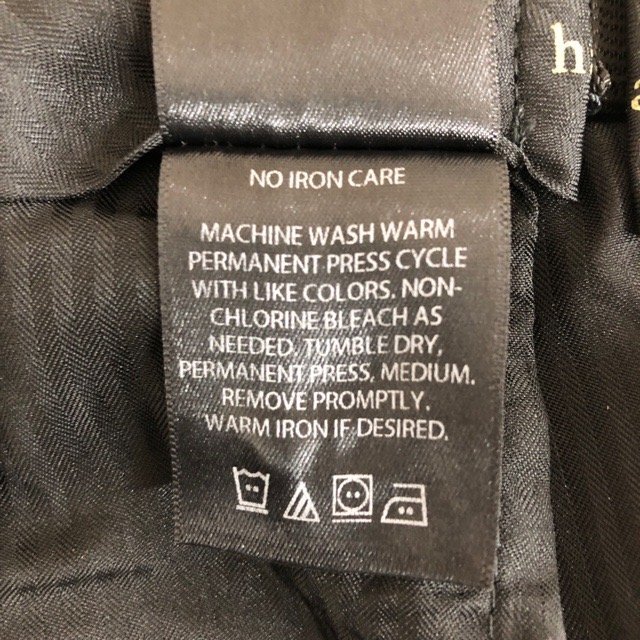 h
a
NO IRON CARE
MACHINE WASH WARM
PERMANENT PRESS CYCLE
WITH LIKE COLORS. NON-
CHLORINE BLEACH AS
NEEDED. TUMBLE DRY,
PERMANENT PRESS, MEDIUM.
REMOVE PROMPTLY.
WARM IRON IF DESIRED.